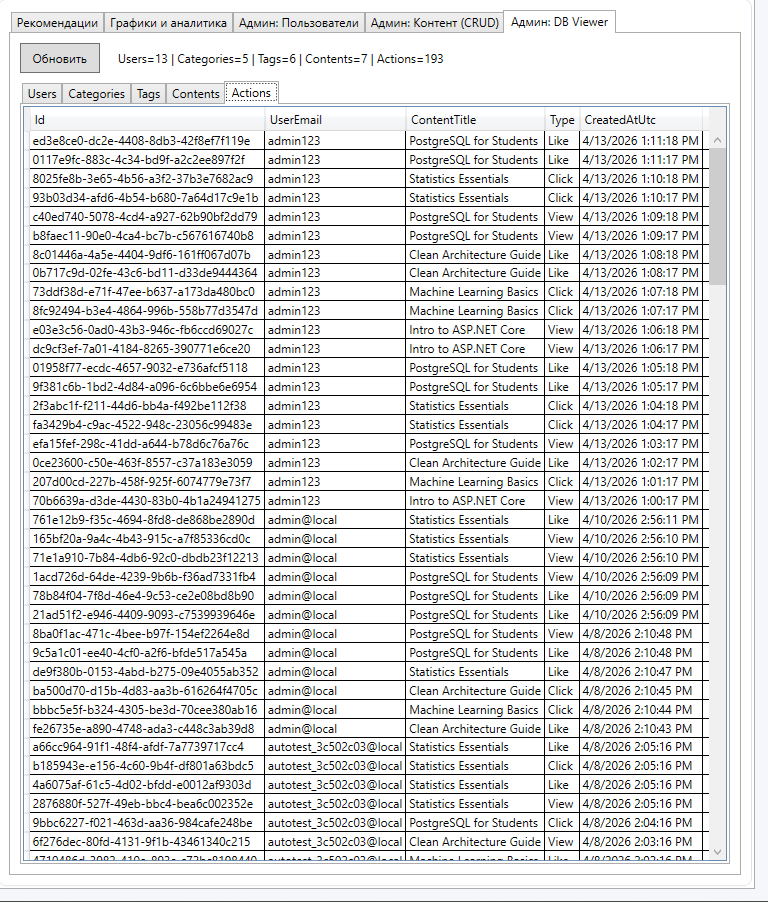 Рекомендации Графики и аналитика Админ: Пользователи Админ: Контент (CRUD) Админ: DB Viewer
Обновить Users=13 | Categories=5 | Tags=6 | Contents=7 | Actions=193
Users Categories Tags Contents Actions
Id UserEmail ContentTitle Type CreatedAtUtc
ed3e8ce0-dc2e-4408-8db3-42f8ef7f119e admin123 PostgreSQL for Students Like 4/13/2026 1:11:18 PM
0117e9fc-883c-4c34-bd9f-a2c2ee897f2f admin123 PostgreSQL for Students Like 4/13/2026 1:11:17 PM
8025fe8b-3e65-4b56-a3f2-37b3e7682ac9 admin123 Statistics Essentials Click 4/13/2026 1:10:18 PM
93b03d34-afd6-4b54-b680-7a64d17c9e1b admin123 Statistics Essentials Click 4/13/2026 1:10:17 PM
c40ed740-5078-4cd4-a927-62b90bf2dd79 admin123 PostgreSQL for Students View 4/13/2026 1:09:18 PM
b8faec11-90e0-4ca4-bc7b-c567616740b8 admin123 PostgreSQL for Students View 4/13/2026 1:09:17 PM
8c01446a-4a5e-4404-9df6-161ff067d07b admin123 Clean Architecture Guide Like 4/13/2026 1:08:18 PM
0b717c9d-02fe-43c6-bd11-d33de9444364 admin123 Clean Architecture Guide Like 4/13/2026 1:08:17 PM
73ddf38d-e71f-47ee-b637-a173da480bc0 admin123 Machine Learning Basics Click 4/13/2026 1:07:18 PM
8fc92494-b3e4-4864-996b-558b77d3547d admin123 Machine Learning Basics Click 4/13/2026 1:07:17 PM
e03e3c56-0ad0-43b3-946c-fb6ccd69027c admin123 Intro to ASP.NET Core View 4/13/2026 1:06:18 PM
dc9cf3ef-7a01-4184-8265-390771e6ce20 admin123 Intro to ASP.NET Core View 4/13/2026 1:06:17 PM
01958f77-ecdc-4657-9032-e736afcf5118 admin123 PostgreSQL for Students Like 4/13/2026 1:05:18 PM
9f381c6b-1bd2-4d84-a096-6c6bbe6e6954 admin123 PostgreSQL for Students Like 4/13/2026 1:05:17 PM
2f3abc1f-f211-44d6-bb4a-f492be112f38 admin123 Statistics Essentials Click 4/13/2026 1:04:18 PM
fa3429b4-c9ac-4522-948c-23056c99483e admin123 Statistics Essentials Click 4/13/2026 1:04:17 PM
efa15fef-298c-41dd-a644-b78d6c76a76c admin123 PostgreSQL for Students View 4/13/2026 1:03:17 PM
0ce23600-c50e-463f-8557-c37a183e3059 admin123 Clean Architecture Guide Like 4/13/2026 1:02:17 PM
207d00cd-227b-458f-925f-6074779e73f7 admin123 Machine Learning Basics Click 4/13/2026 1:01:17 PM
70b6639a-d3de-4430-83b0-4b1a24941275 admin123 Intro to ASP.NET Core View 4/13/2026 1:00:17 PM
761e12b9-f35c-4694-8fd8-de868be2890d admin@local Statistics Essentials Like 4/10/2026 2:56:11 PM
165bf20a-9a4c-4b43-915c-a7f85336cd0c admin@local Statistics Essentials View 4/10/2026 2:56:10 PM
71e1a910-7b84-4db6-92c0-dbdb23f12213 admin@local Statistics Essentials View 4/10/2026 2:56:10 PM
1acd726d-64de-4239-9b6b-f36ad7331fb4 admin@local PostgreSQL for Students View 4/10/2026 2:56:09 PM
78b84f04-7f8d-46e4-9c53-ce2e08bd8b90 admin@local PostgreSQL for Students Like 4/10/2026 2:56:09 PM
21ad51f2-e946-4409-9093-c7539939646e admin@local PostgreSQL for Students Like 4/10/2026 2:56:09 PM
8ba0f1ac-471c-4bee-b97f-154ef2264e8d admin@local PostgreSQL for Students View 4/8/2026 2:10:48 PM
9c5a1c01-ee40-4cf0-a2f6-bfde517a545a admin@local PostgreSQL for Students Like 4/8/2026 2:10:48 PM
de9f380b-0153-4abd-b275-09e4055ab352 admin@local Statistics Essentials Like 4/8/2026 2:10:47 PM
ba500d70-d15b-4d83-aa3b-616264f4705c admin@local Clean Architecture Guide Click 4/8/2026 2:10:45 PM
bbbc5e5f-b324-4305-be3d-70cee380ab16 admin@local Machine Learning Basics Click 4/8/2026 2:10:44 PM
fe26735e-a890-4748-ada3-c448c3ab39d8 admin@local Clean Architecture Guide Like 4/8/2026 2:10:43 PM
a66cc964-91f1-48f4-afdf-7a7739717cc4 autotest_3c502c03@local Statistics Essentials Like 4/8/2026 2:05:16 PM
b185943e-e156-4c60-9b4f-df801a63bdc5 autotest_3c502c03@local Statistics Essentials Click 4/8/2026 2:05:16 PM
4a6075af-61c5-4d02-bfdd-e0012af9303d autotest_3c502c03@local Statistics Essentials Like 4/8/2026 2:05:16 PM
2876880f-527f-49eb-bbc4-bea6c002352e autotest_3c502c03@local Statistics Essentials View 4/8/2026 2:05:16 PM
9bbc6227-f021-463d-aa36-984cafe248be autotest_3c502c03@local PostgreSQL for Students Click 4/8/2026 2:04:16 PM
6f276dec-80fd-4131-9f1b-43461340c215 autotest_3c502c03@local Clean Architecture Guide View 4/8/2026 2:03:16 PM
autotest_3c502c03@local Machine Learning Basics Like